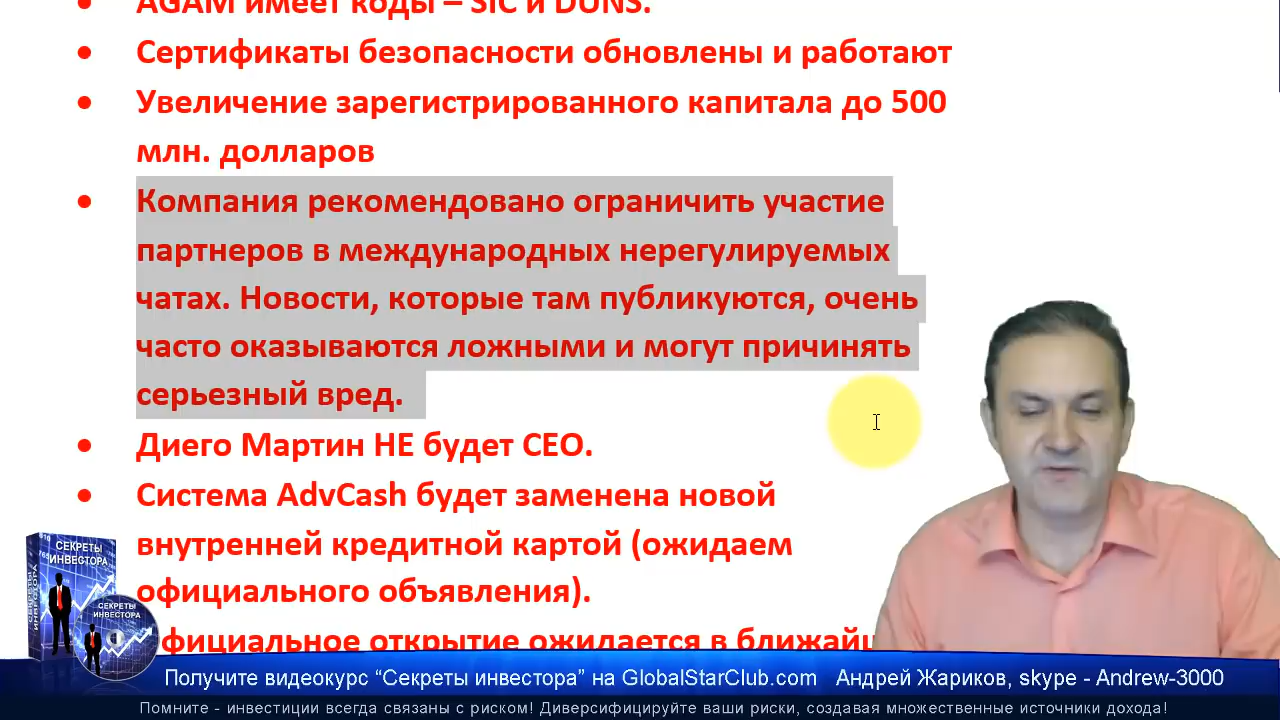 AGAM имеет коды – SIC и DUNS.
Сертификаты безопасности обновлены и работают
Увеличение зарегистрированного капитала до 500
млн. долларов
Компания рекомендовано ограничить участие
партнеров в международных нерегулируемых
чатах. Новости, которые там публикуются, очень
часто оказываются ложными и могут причинять
серьезный вред.
Диего Мартин НЕ будет CEO.
Система AdvCash будет заменена новой
внутренней кредитной картой (ожидаем
официального объявления).
фициальное открытие ожидается в
СЕКРЕТЫ
ИНВЕСТОРА
СЕКРЕТЫ
ИНВЕСТОРА
Получите видеокурс “Секреты инвестора” на GlobalStarClub.com Андрей Жариков, skype - Andrew-3000
Помните - инвестиции всегда связаны с риском! Диверсифицируйте ваши риски, создавая множественные источники дохода!